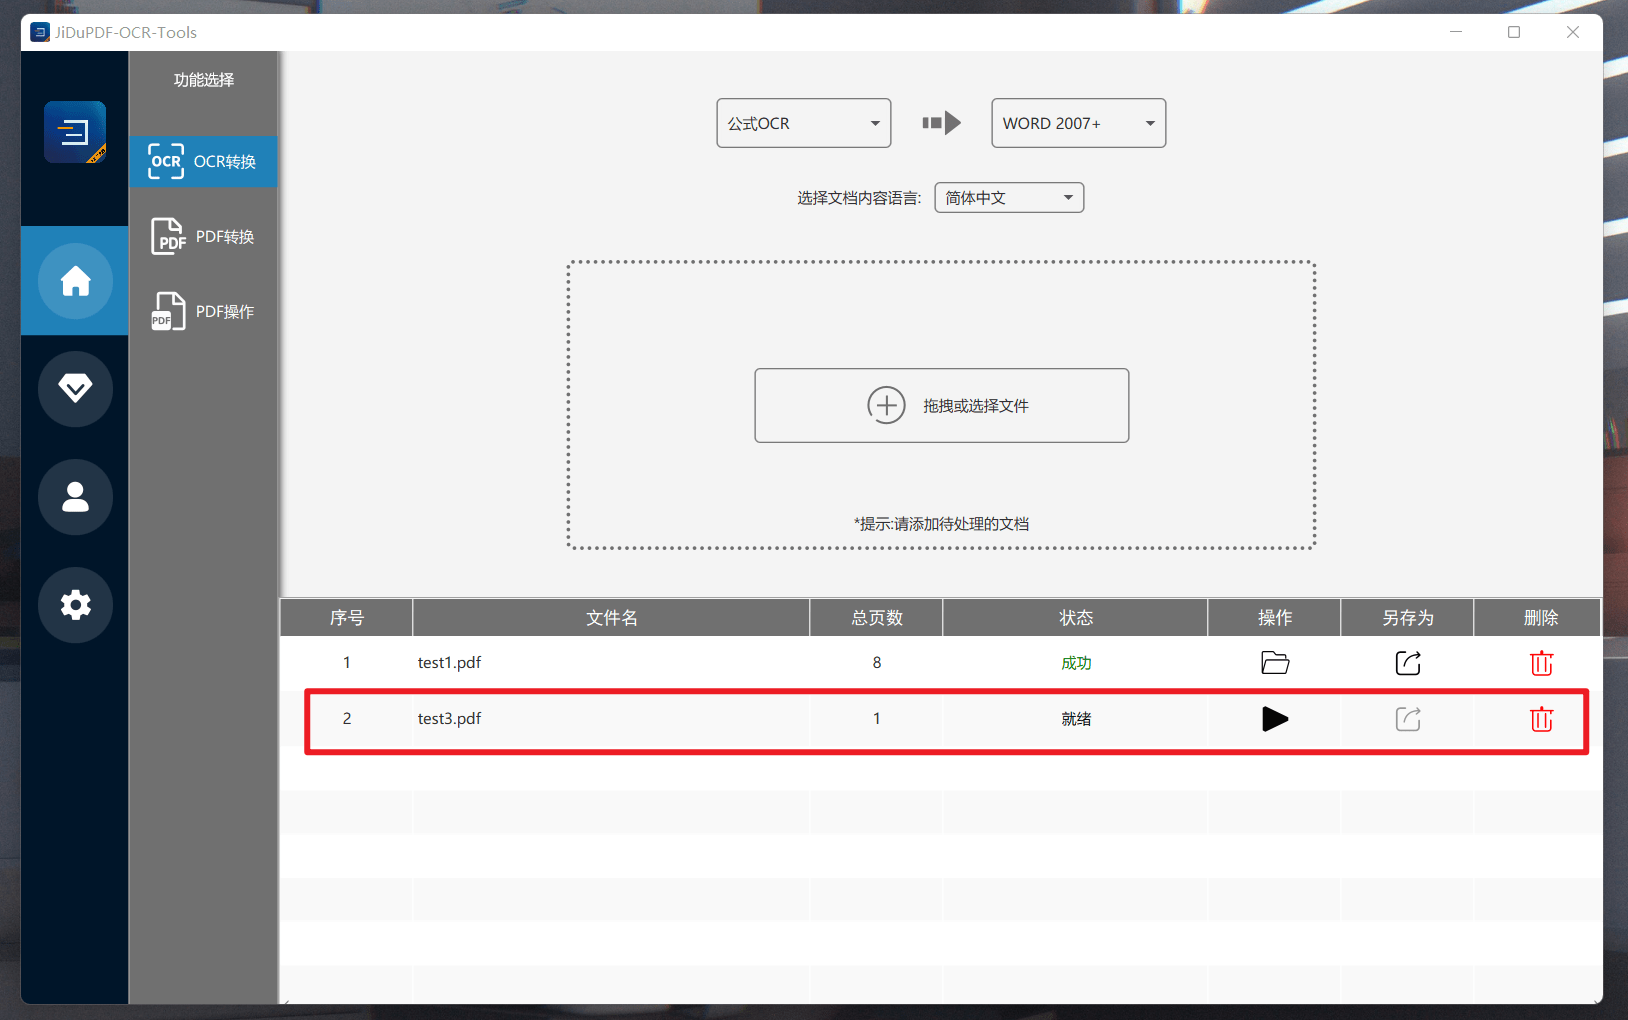 JiDuPDF-OCR-Tools
功能选择
OCR OCR转换
PDF PDF转换
PDF PDF操作
公式OCR
WORD 2007+
选择文档内容语言:
简体中文
拖拽或选择文件
*提示:请添加待处理的文档
序号 文件名 总页数 状态 操作 另存为 删除
1 test1.pdf 8 成功
2 test3.pdf 1 就绪